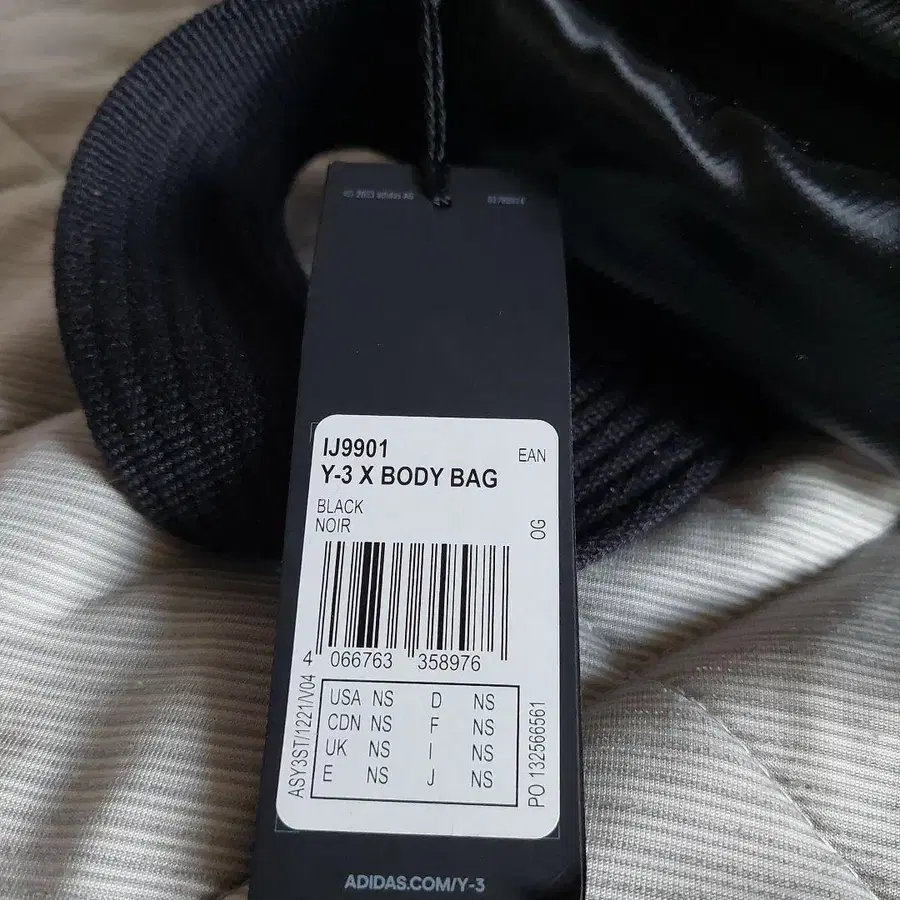 IJ9901
EAN
Y-3 X BODY BAG
BLACK
NOIR
OG
4 066763 358976
ASY3ST/1221/V04
USA NS D NS
CDN NS F NS
UK NS I NS
E NS J NS
PO 132566561
ADIDAS.COM/Y-3